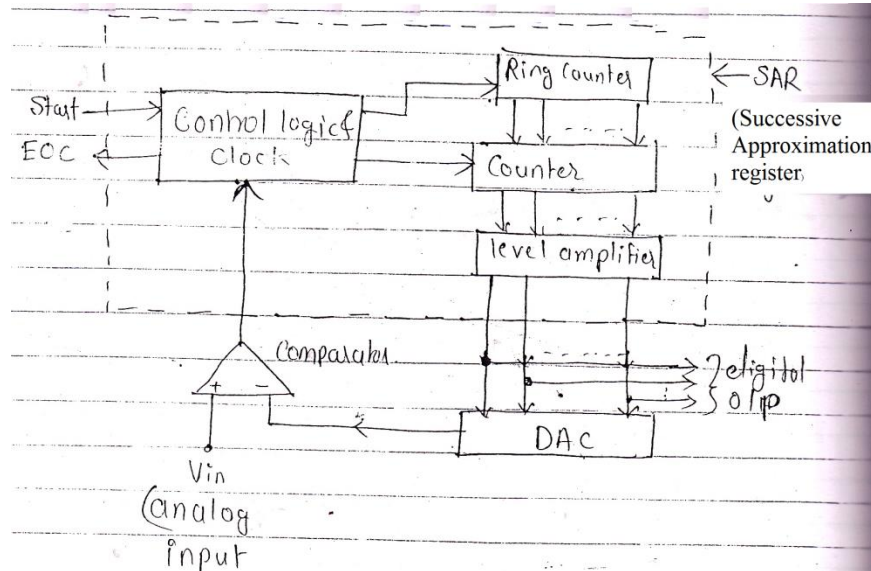 Ring Counter
SAR
(Successive
Approximation
register,
Start
EOC
Control logic &
Clock
Counter
level amplifier
Comparator
+ -
digital
o/p
DAC
Vin
(analog
input